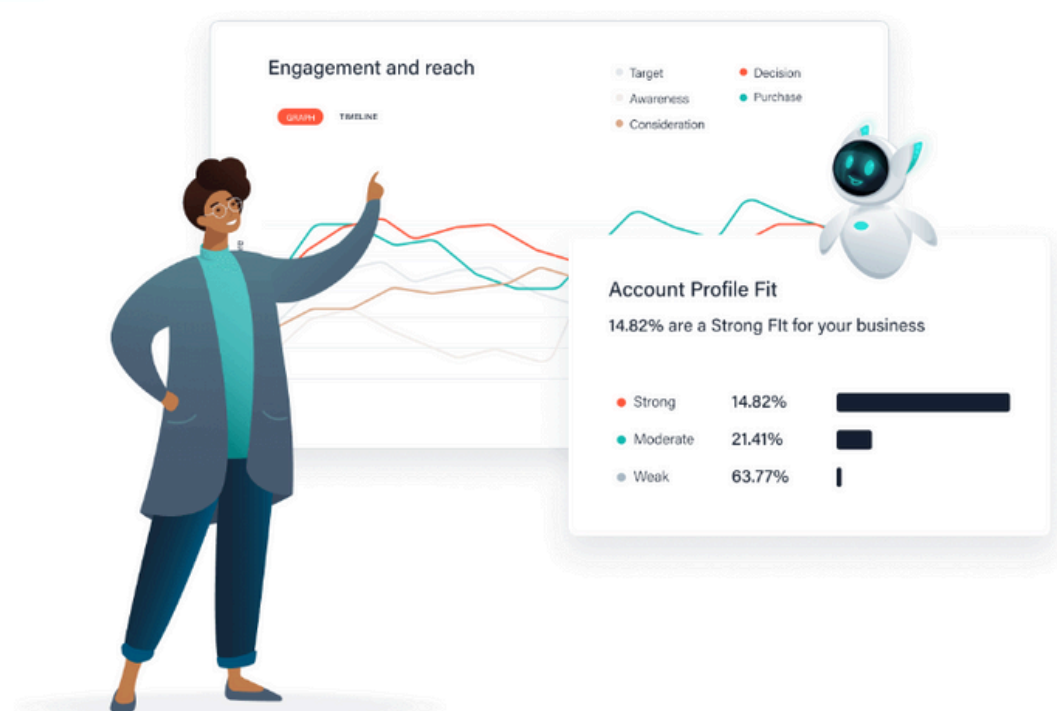 Engagement and reach
GRAPH TIMELINE
Target
Awareness
Consideration
Decision
Purchase
Account Profile Fit
14.82% are a Strong FIt for your business
Strong 14.82%
Moderate 21.41%
Weak 63.77%